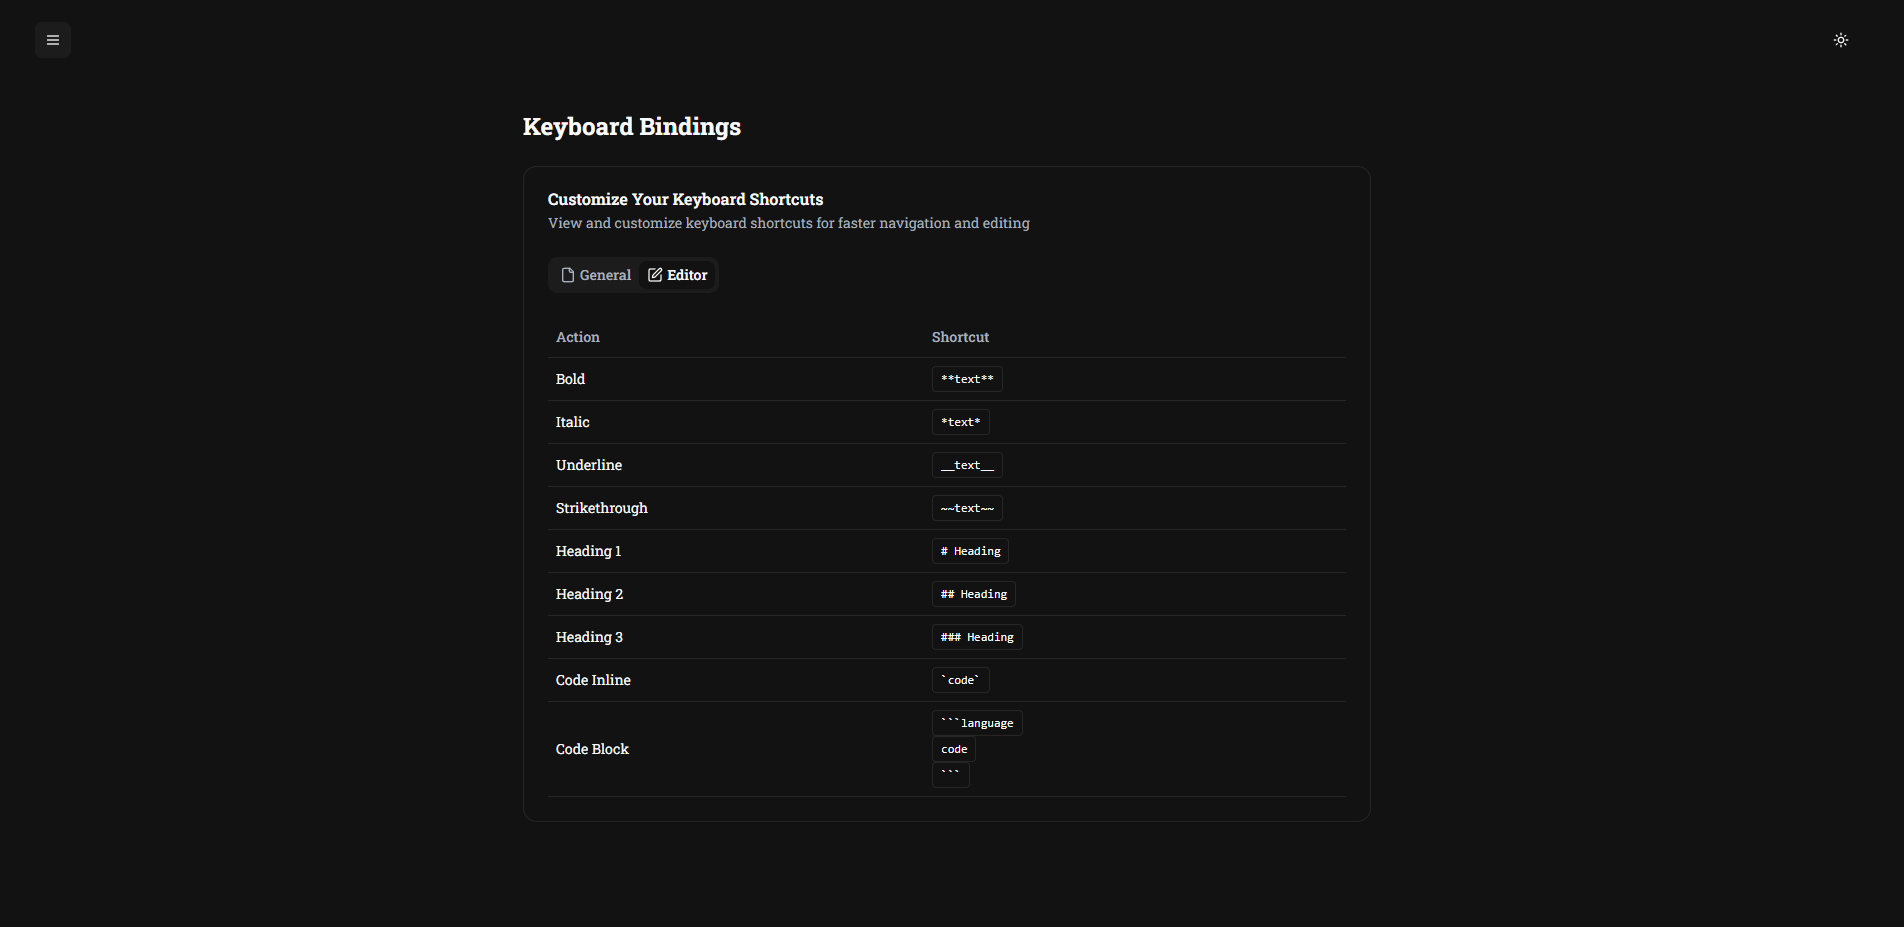 Keyboard Bindings
Customize Your Keyboard Shortcuts
View and customize keyboard shortcuts for faster navigation and editing
General Editor
Action Shortcut
Bold **text**
Italic *text*
Underline __text__
Strikethrough ~~text~~
Heading 1 # Heading
Heading 2 ## Heading
Heading 3 ### Heading
Code Inline `code`
```language
Code Block code
```